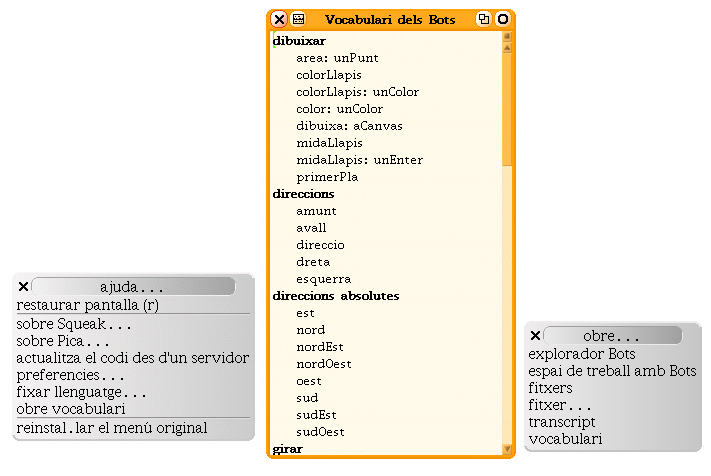 Vocabulari dels Bots
dibuixar
area: unPunt
colorLlapis
colorLlapis: unColor
color: unColor
dibuixa: aCanvas
midaLlapis
midaLlapis: unEnter
primerPla
direccions
amunt
avall
direccio
dreta
esquerra
direccions absolutes
est
nord
nordEst
nordOest
oest
sud
sudEst
sudOest
girar
ajuda...
restaurar pantalla (r)
sobre Squeak...
sobre Pica...
actualitza el codi des d'un servidor
preferencies...
fixar llenguatge...
obre vocabulari
reinstal.lar el menú original
obre...
explorador Bots
espai de treball amb Bots
fitxers
fitxer...
transcript
vocabulari